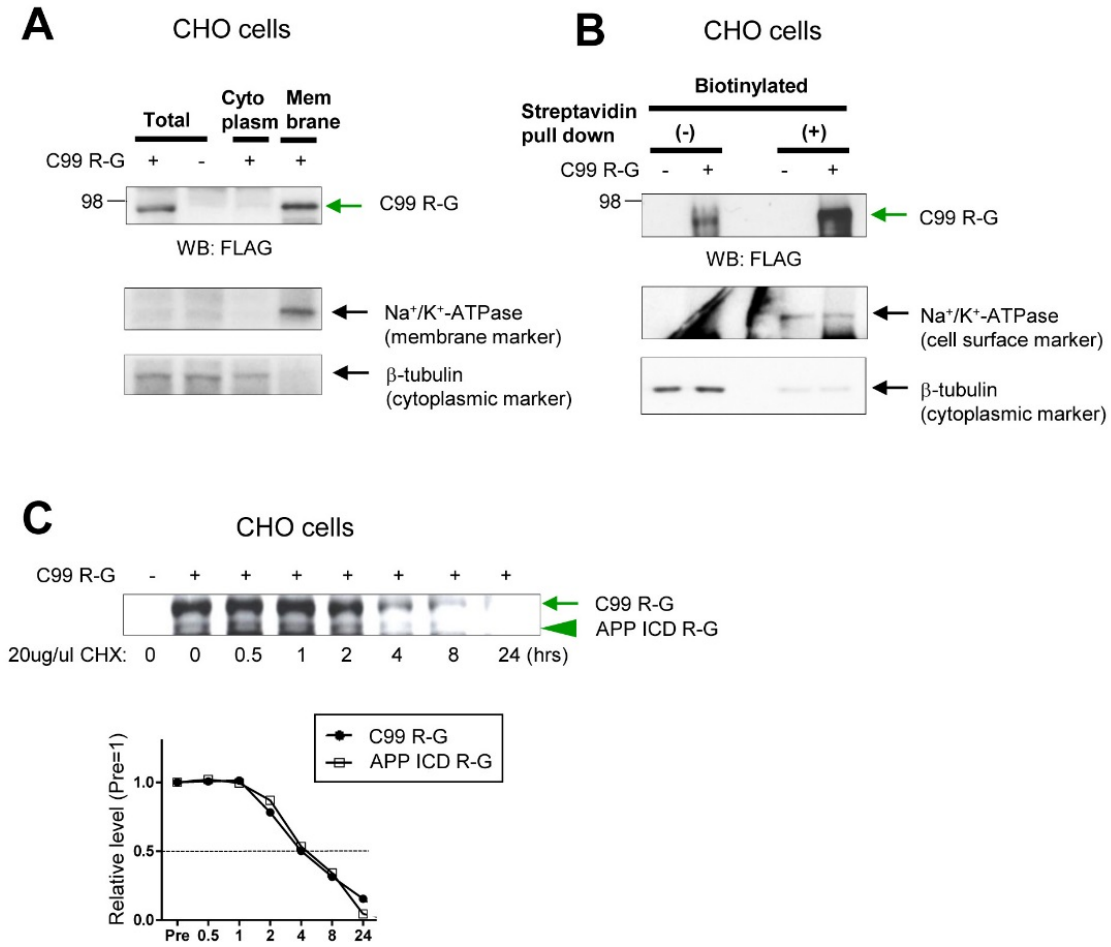 A
CHO cells
Total
Cyto
plasm
Mem
brane
C99 R-G + - + +
98
C99 R-G
WB: FLAG
Na⁺/K⁺-ATPase
(membrane marker)
β-tubulin
(cytoplasmic marker)
B
CHO cells
Biotinylated
Streptavidin
pull down
(-) (+)
C99 R-G - + - +
98
C99 R-G
WB: FLAG
Na⁺/K⁺-ATPase
(cell surface marker)
β-tubulin
(cytoplasmic marker)
C
CHO cells
C99 R-G - + + + + + + +
C99 R-G
APP ICD R-G
20ug/ul CHX: 0 0 0.5 1 2 4 8 24 (hrs)
C99 R-G
APP ICD R-G
Relative level (Pre=1)
1.0
0.5
0.0
Pre 0.5 1 2 4 8 24